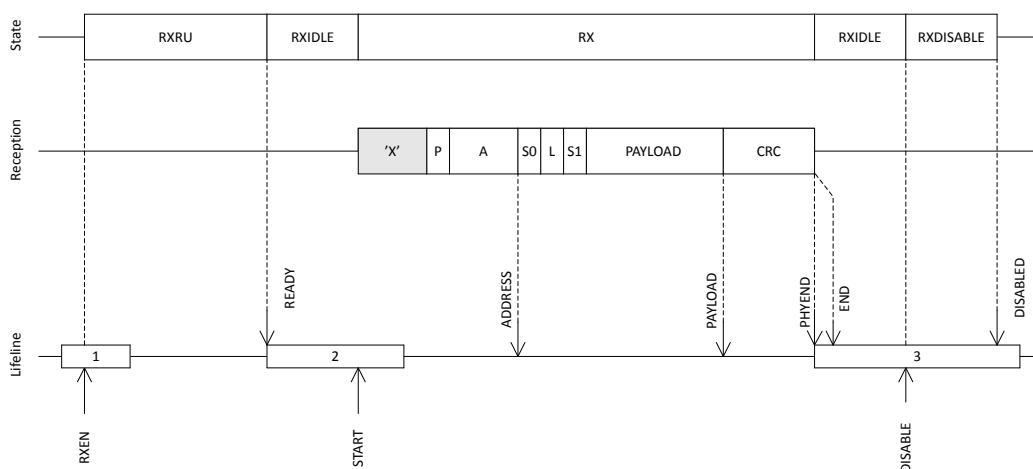 State
RXRU
RXIDLE
RX
RXIDLE
RXDISABLE
Reception
’X’
P
A
S0
L
S1
PAYLOAD
CRC
READY
ADDRESS
PAYLOAD
PHYEND
END
DISABLED
Lifeline
1
2
3
RXEN
START
DISABLE